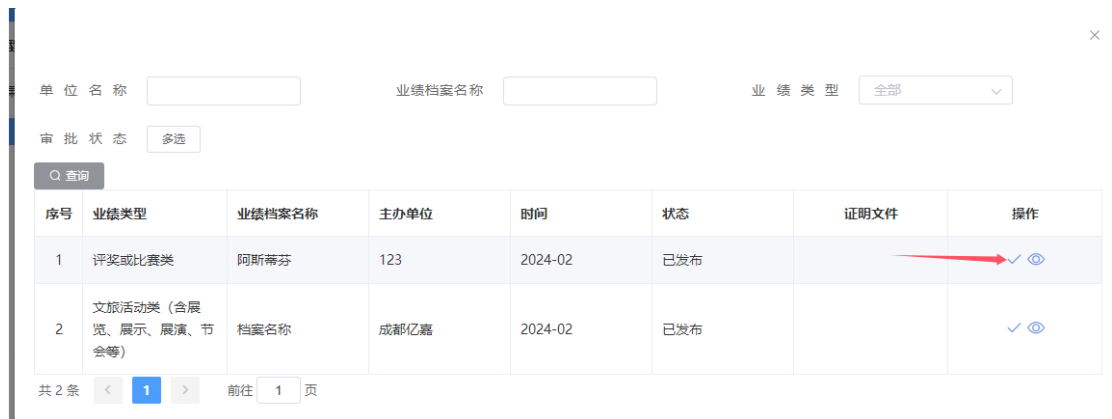 单位名称
业绩档案名称
业绩类型 全部
审批状态 多选
查询
序号 业绩类型 业绩档案名称 主办单位 时间 状态 证明文件 操作
1 评奖或比赛类 阿斯蒂芬 123 2024-02 已发布
文旅活动类（含展
2 览、展示、展演、节 档案名称 成都亿嘉 2024-02 已发布
会等）
共 2 条 < 1 > 前往 1 页